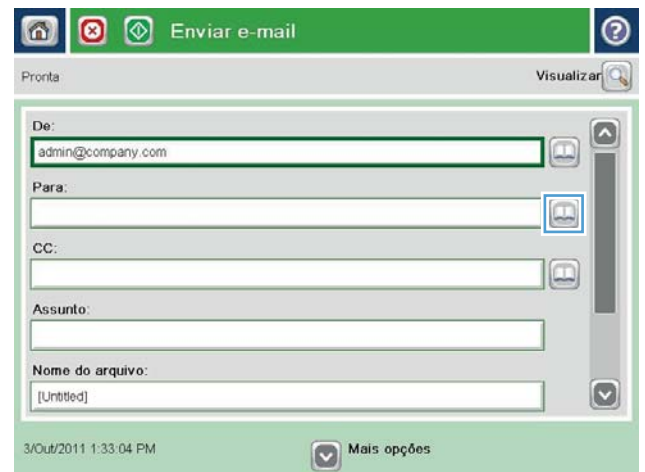 Enviar e-mail
Pronta
Visualizar
De:
admin@company.com
Para:
CC:
Assunto:
Nome do arquivo:
[Untitled]
3/Out/2011 1:33:04 PM
Mais opções